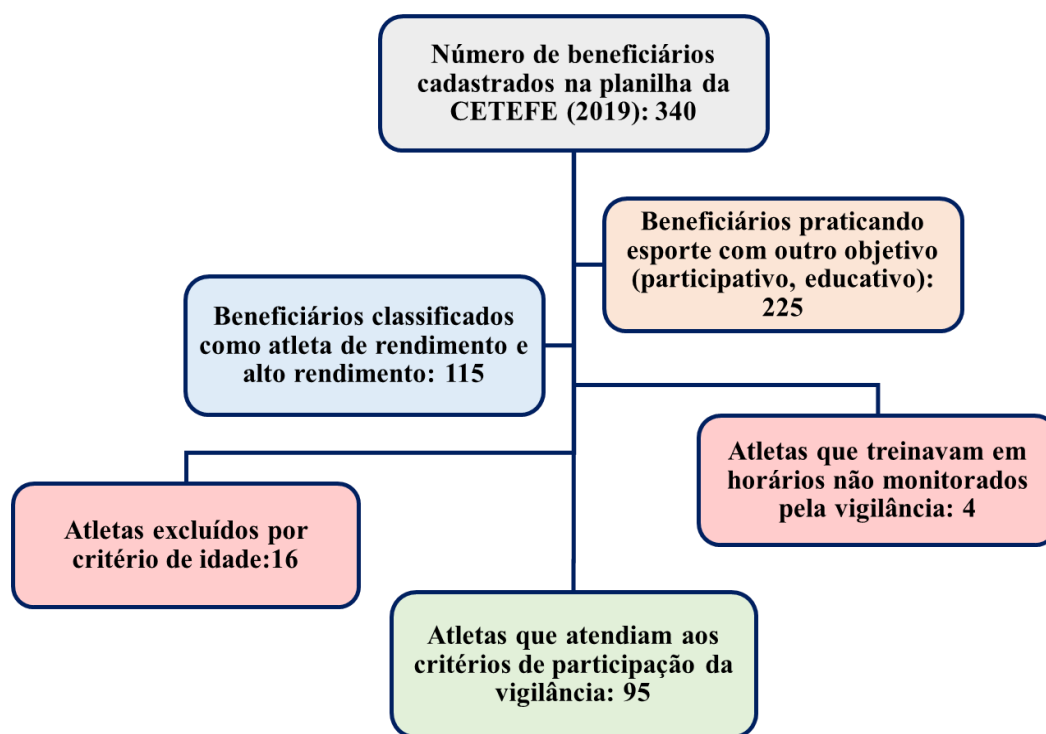 Número de beneficiários
cadastrados na planilha da
CETEFE (2019): 340
Beneficiários praticando
esporte com outro objetivo
(participativo, educativo):
225
Beneficiários classificados
como atleta de rendimento e
alto rendimento: 115
Atletas que treinavam em
horários não monitorados
pela vigilância: 4
Atletas excluídos por
critério de idade:16
Atletas que atendiam aos
critérios de participação da
vigilância: 95